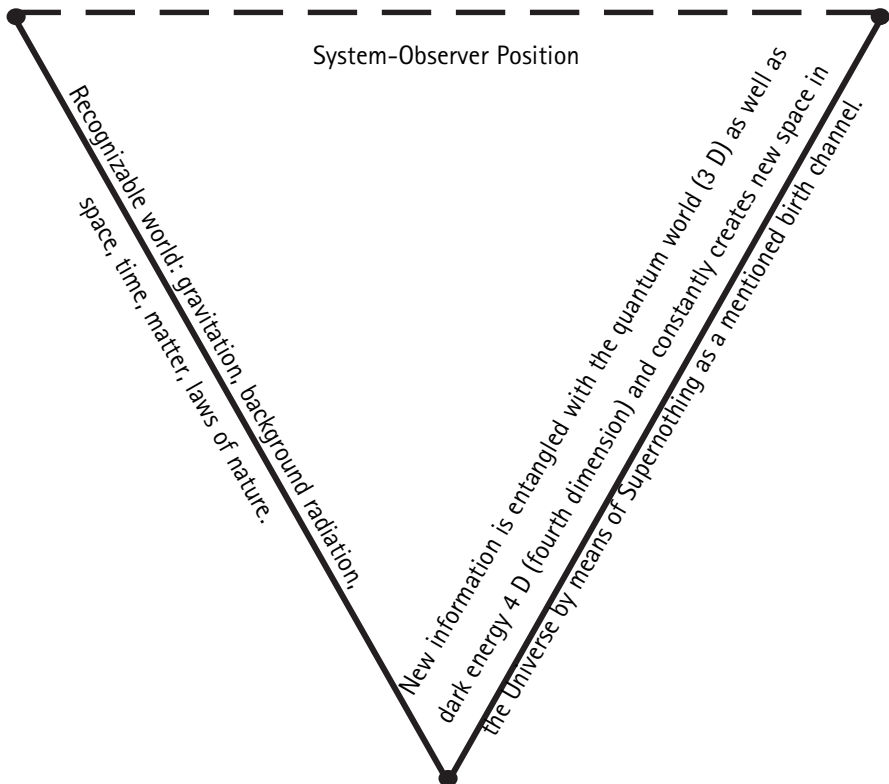 System-Observer Position
Recognizable world: gravitation, background radiation,
space, time, matter, laws of nature.
New information is entangled with the quantum world (3 D) as well as
dark energy 4 D (fourth dimension) and constantly creates new space in
the Universe by means of Supernothing as a mentioned birth channel.